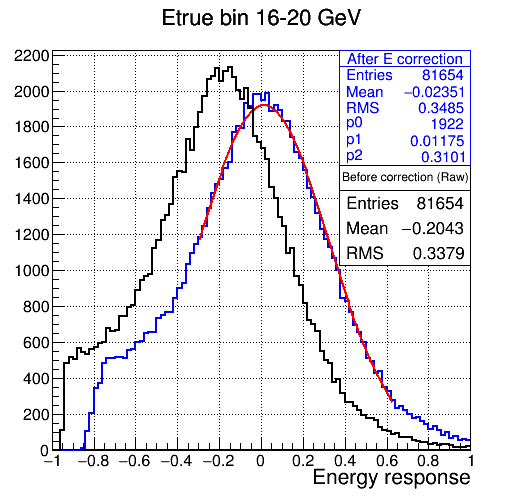 Etrue bin 16-20 GeV
After E correction
Entries 81654
Mean −0.02351
RMS 0.3485
p0 1922
p1 0.01175
p2 0.3101
Before correction (Raw)
Entries 81654
Mean −0.2043
RMS 0.3379
2200
2000
1800
1600
1400
1200
1000
800
600
400
200
0
−1 −0.8 −0.6 −0.4 −0.2 0 0.2 0.4 0.6 0.8 1
Energy response